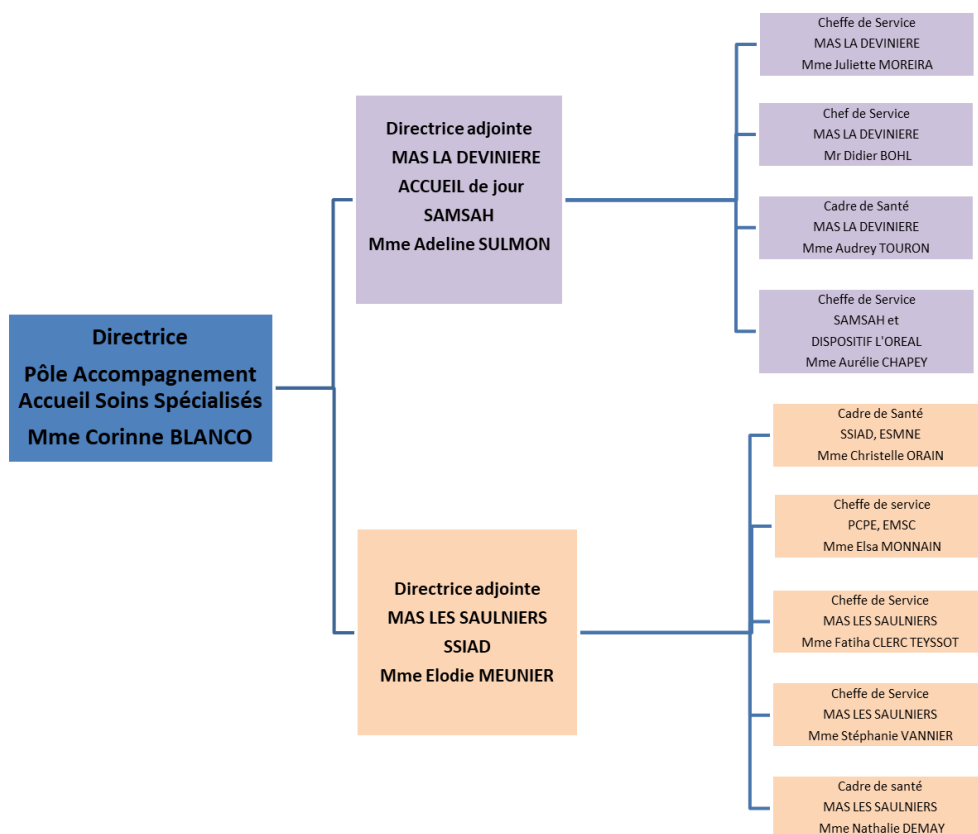 Directrice
Pôle Accompagnement
Accueil Soins Spécialisés
Mme Corinne BLANCO
Directrice adjointe
MAS LA DEVINIERE
ACCUEIL de jour
SAMSAH
Mme Adeline SULMON
Cheffe de Service
MAS LA DEVINIERE
Mme Juliette MOREIRA
Chef de Service
MAS LA DEVINIERE
Mr Didier BOHL
Cadre de Santé
MAS LA DEVINIERE
Mme Audrey TOURON
Cheffe de Service
SAMSAH et
DISPOSITIF L'OREAL
Mme Aurélie CHAPEY
Directrice adjointe
MAS LES SAULNIERS
SSIAD
Mme Elodie MEUNIER
Cadre de Santé
SSIAD, ESMNE
Mme Christelle ORAIN
Cheffe de service
PCPE, EMSC
Mme Elsa MONNAIN
Cheffe de Service
MAS LES SAULNIERS
Mme Fatiha CLERC TEYSSOT
Cheffe de Service
MAS LES SAULNIERS
Mme Stéphanie VANNIER
Cadre de santé
MAS LES SAULNIERS
Mme Nathalie DEMAY